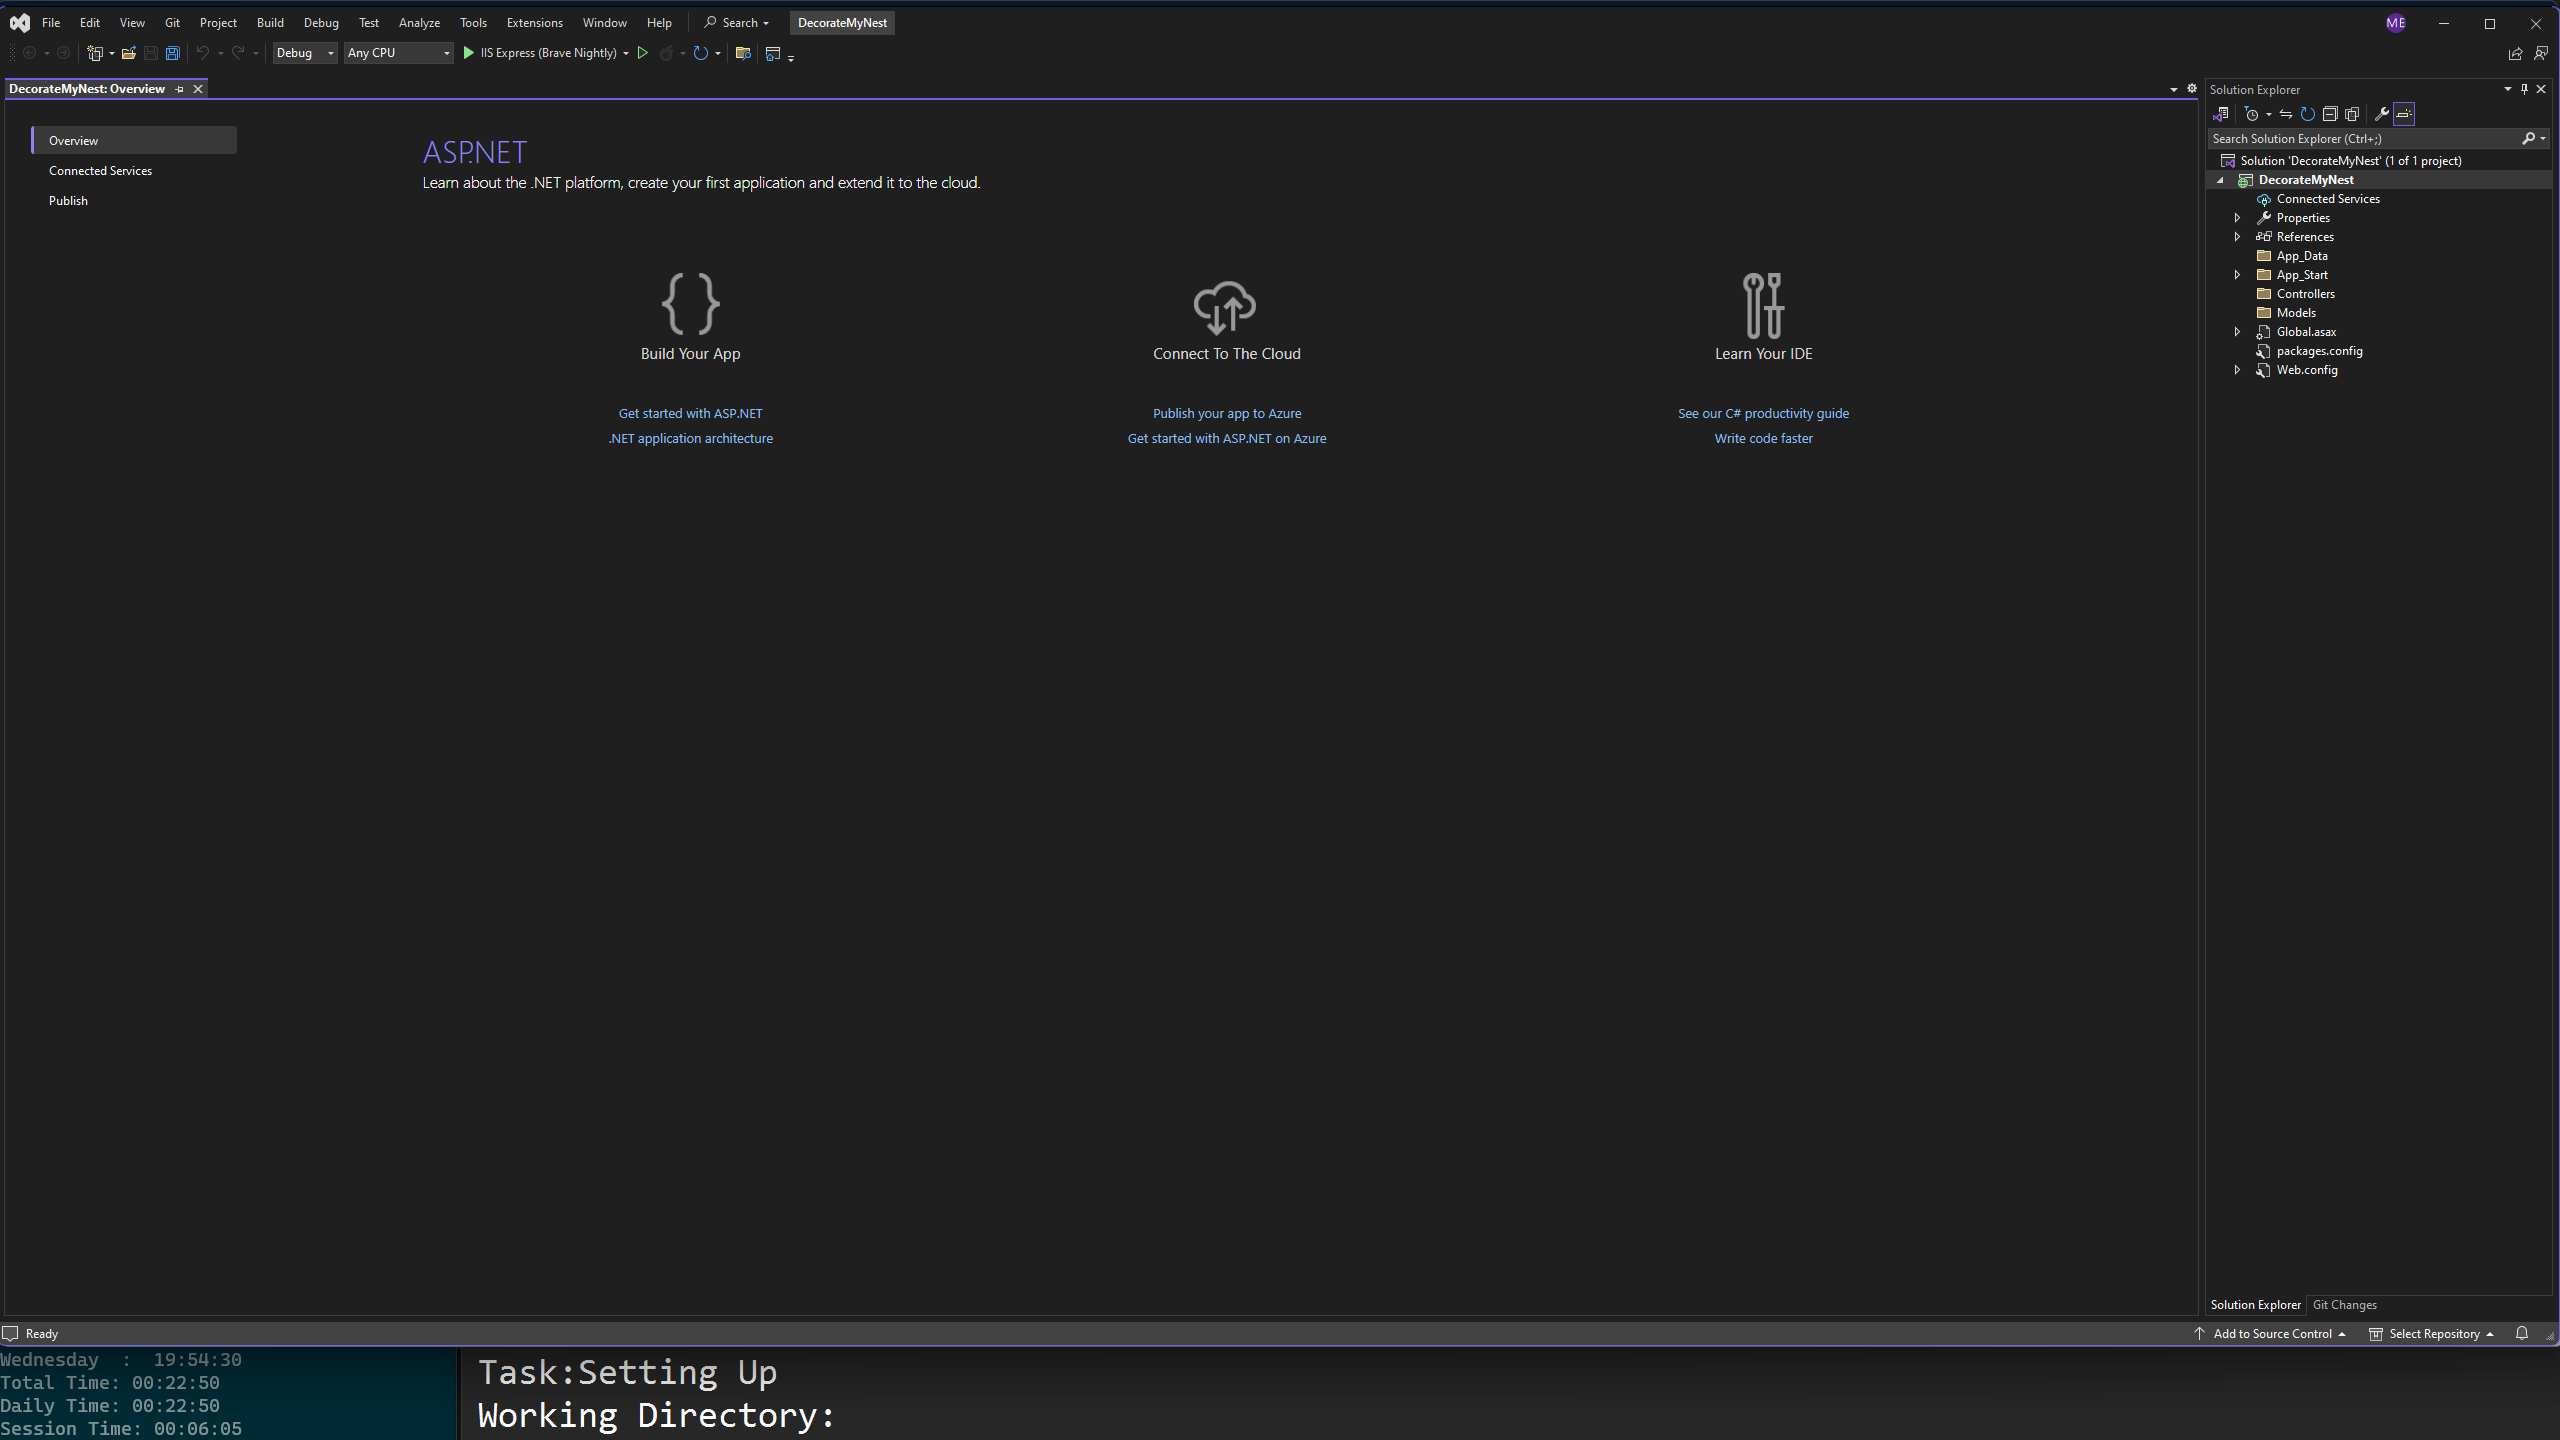 File Edit View Git Project Build Debug Test Analyze Tools Extensions Window Help Search DecorateMyNest ME
Debug Any CPU IIS Express (Brave Nightly)
DecorateMyNest: Overview
Overview
Connected Services
Publish
ASP.NET
Learn about the .NET platform, create your first application and extend it to the cloud.
Build Your App
Get started with ASP.NET
.NET application architecture
Connect To The Cloud
Publish your app to Azure
Get started with ASP.NET on Azure
Learn Your IDE
See our C# productivity guide
Write code faster
Solution Explorer
Search Solution Explorer (Ctrl+;)
Solution 'DecorateMyNest' (1 of 1 project)
DecorateMyNest
Connected Services
Properties
References
App_Data
App_Start
Controllers
Models
Global.asax
packages.config
Web.config
Solution Explorer Git Changes
Ready Add to Source Control Select Repository
Wednesday : 19:54:30
Total Time: 00:22:50
Daily Time: 00:22:50
Session Time: 00:06:05
Task:Setting Up
Working Directory: